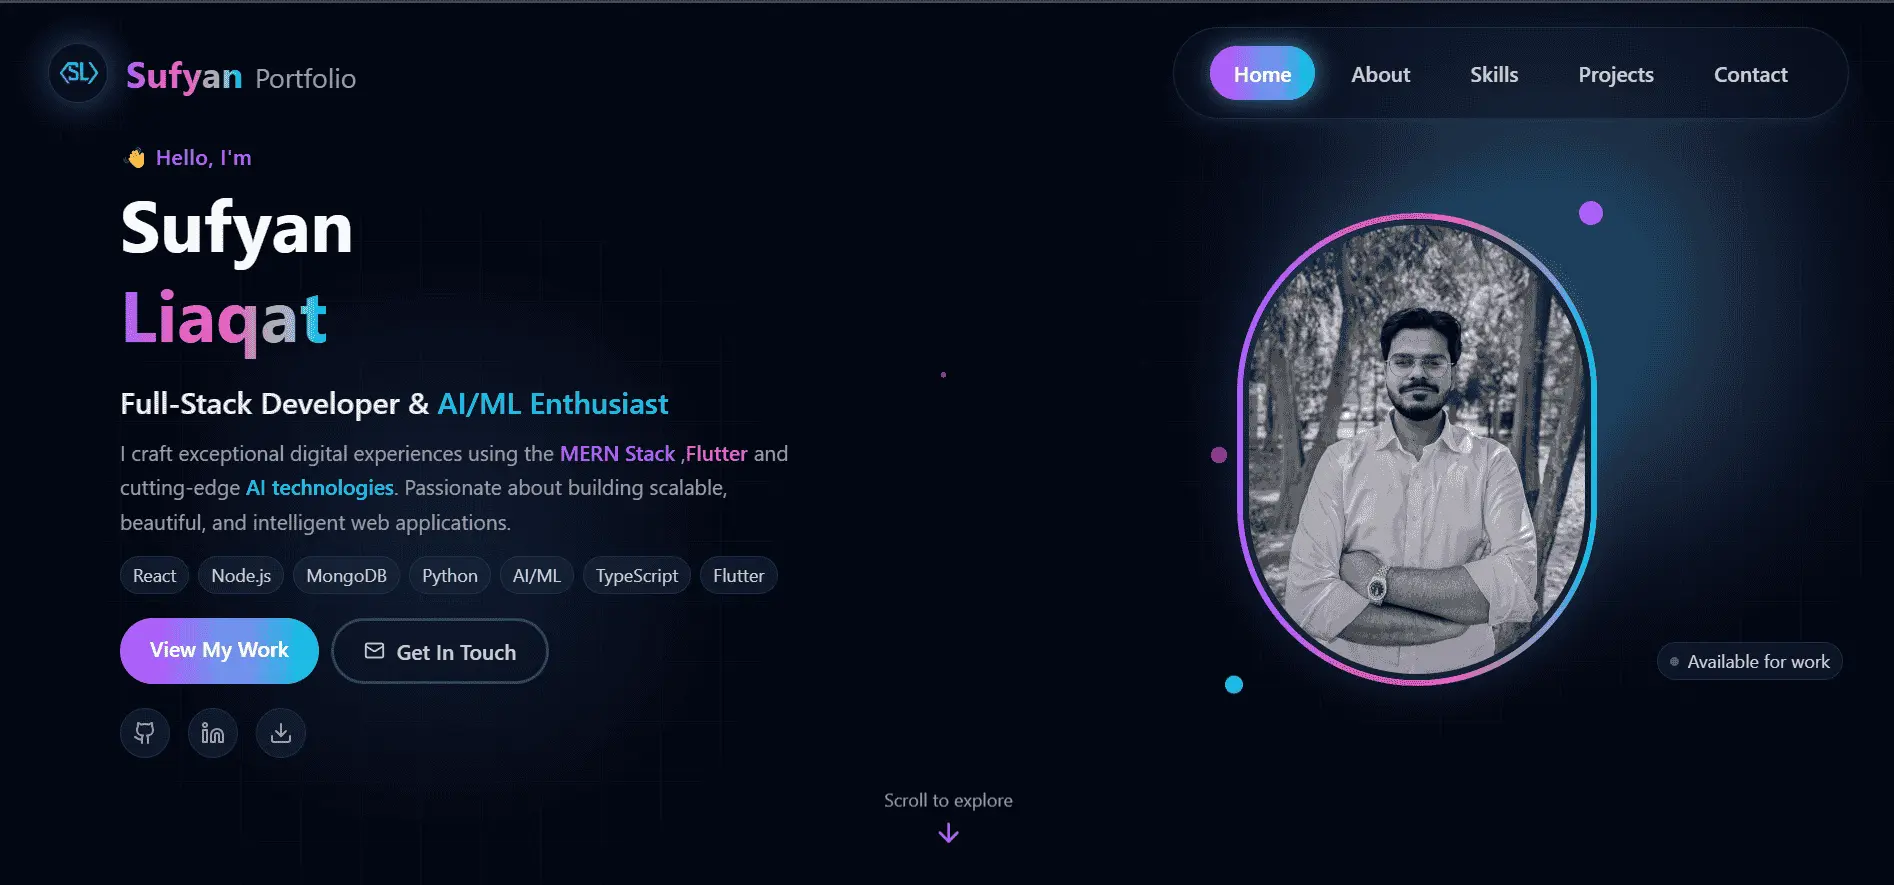 SL
Sufyan Portfolio
Home About Skills Projects Contact
👋 Hello, I'm
Sufyan
Liaqat
Full-Stack Developer & AI/ML Enthusiast
I craft exceptional digital experiences using the MERN Stack ,Flutter and
cutting-edge AI technologies. Passionate about building scalable,
beautiful, and intelligent web applications.
React Node.js MongoDB Python AI/ML TypeScript Flutter
View My Work Get In Touch
Available for work
in
Scroll to explore